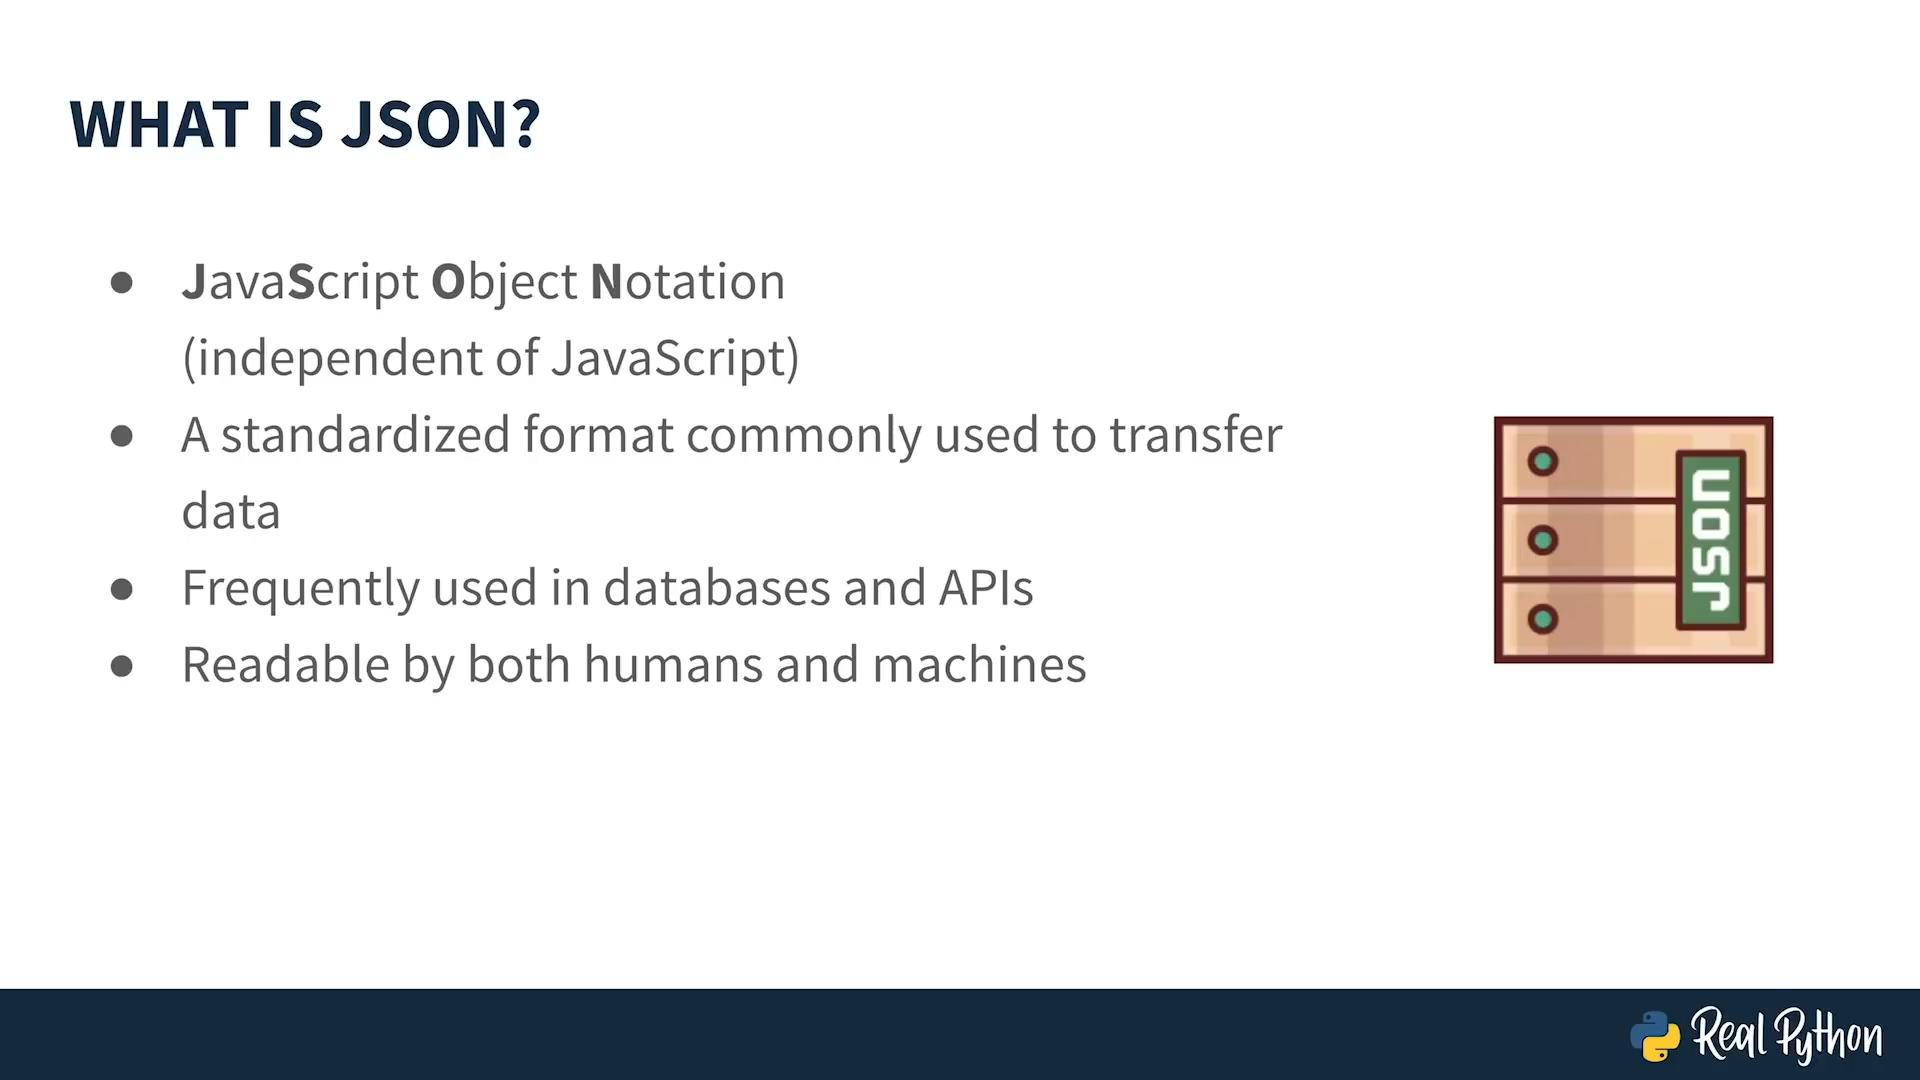 WHAT IS JSON?
● JavaScript Object Notation
(independent of JavaScript)
● A standardized format commonly used to transfer
data
● Frequently used in databases and APIs
● Readable by both humans and machines
JSON
Real Python